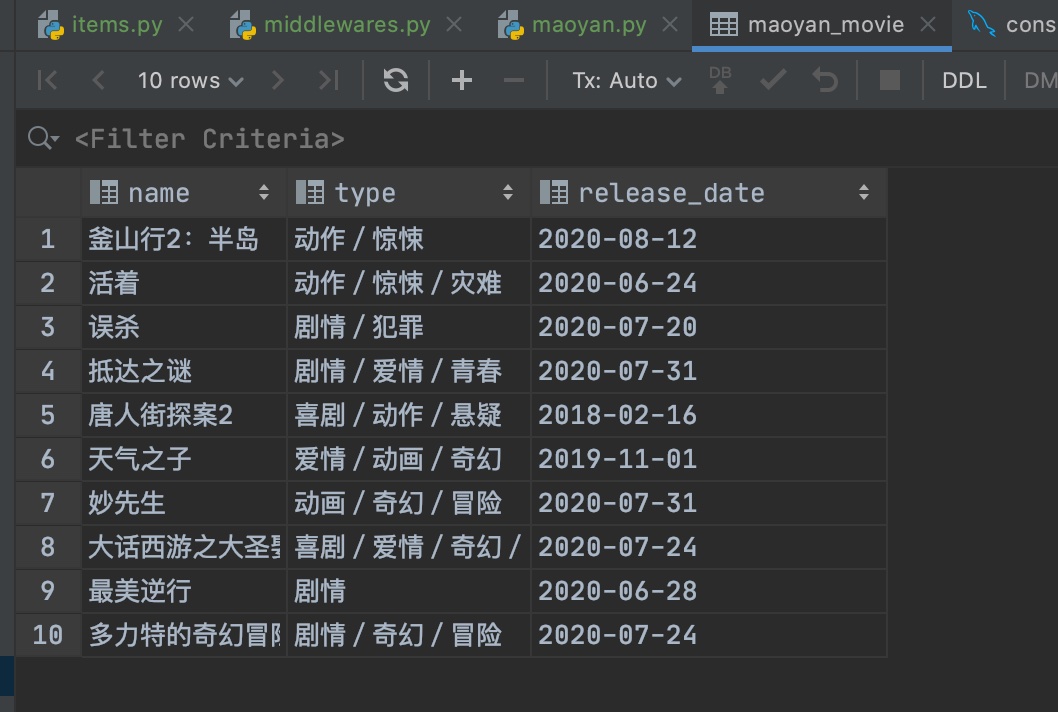 items.py middlewares.py maoyan.py maoyan_movie cons
10 rows Tx: Auto DB DDL DM
<Filter Criteria>
name type release_date
1 釜山行2：半岛 动作 / 惊悚 2020-08-12
2 活着 动作 / 惊悚 / 灾难 2020-06-24
3 误杀 剧情 / 犯罪 2020-07-20
4 抵达之谜 剧情 / 爱情 / 青春 2020-07-31
5 唐人街探案2 喜剧 / 动作 / 悬疑 2018-02-16
6 天气之子 爱情 / 动画 / 奇幻 2019-11-01
7 妙先生 动画 / 奇幻 / 冒险 2020-07-31
8 大话西游之大圣 喜剧 / 爱情 / 奇幻 / 2020-07-24
9 最美逆行 剧情 2020-06-28
10 多力特的奇幻冒 剧情 / 奇幻 / 冒险 2020-07-24